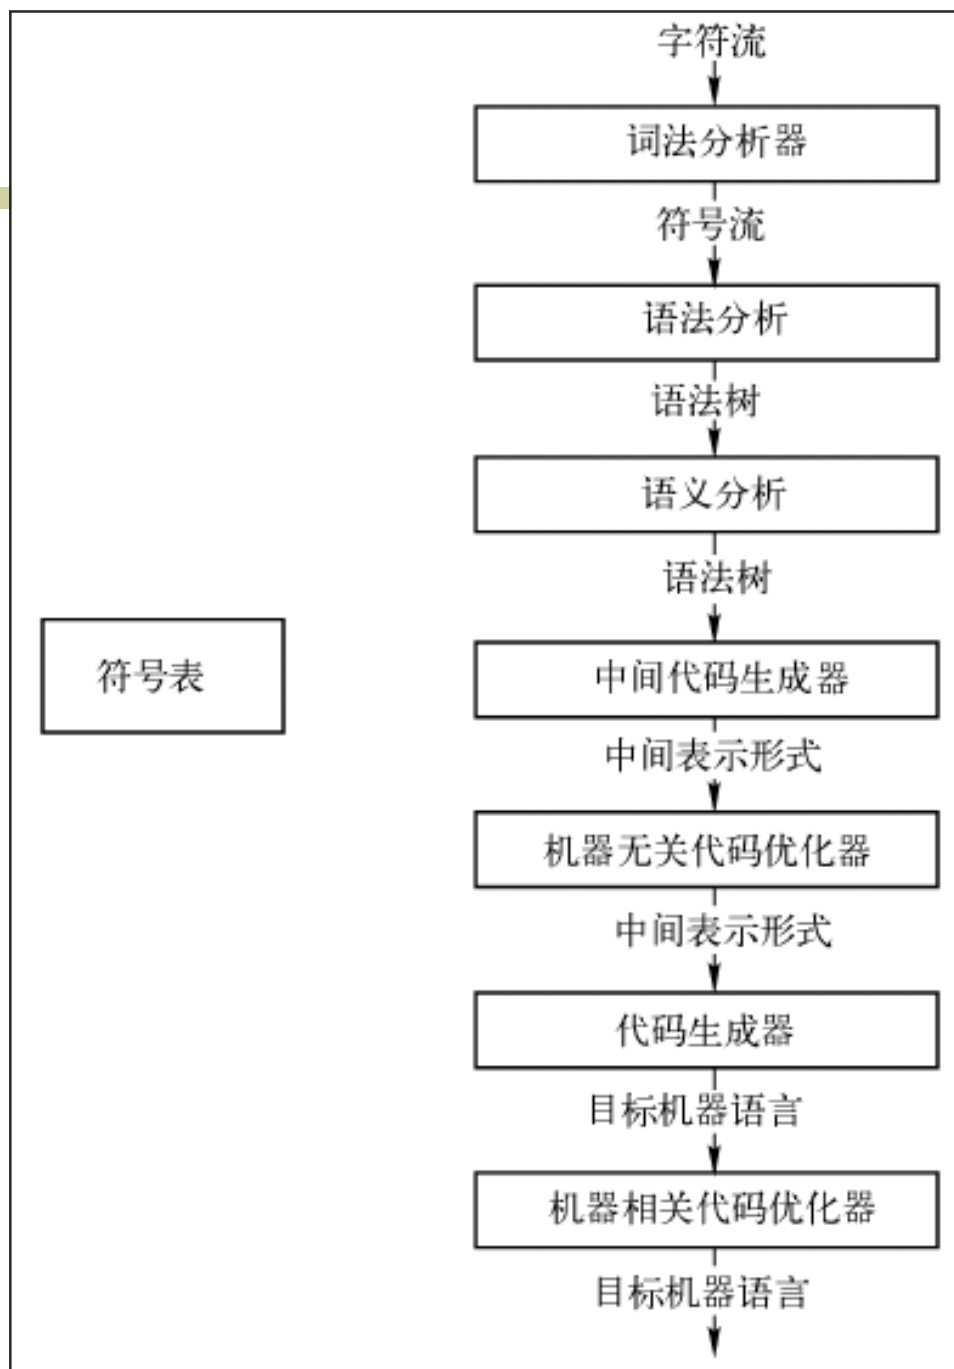 字符流
词法分析器
符号流
语法分析
语法树
语义分析
语法树
符号表
中间代码生成器
中间表示形式
机器无关代码优化器
中间表示形式
代码生成器
目标机器语言
机器相关代码优化器
目标机器语言